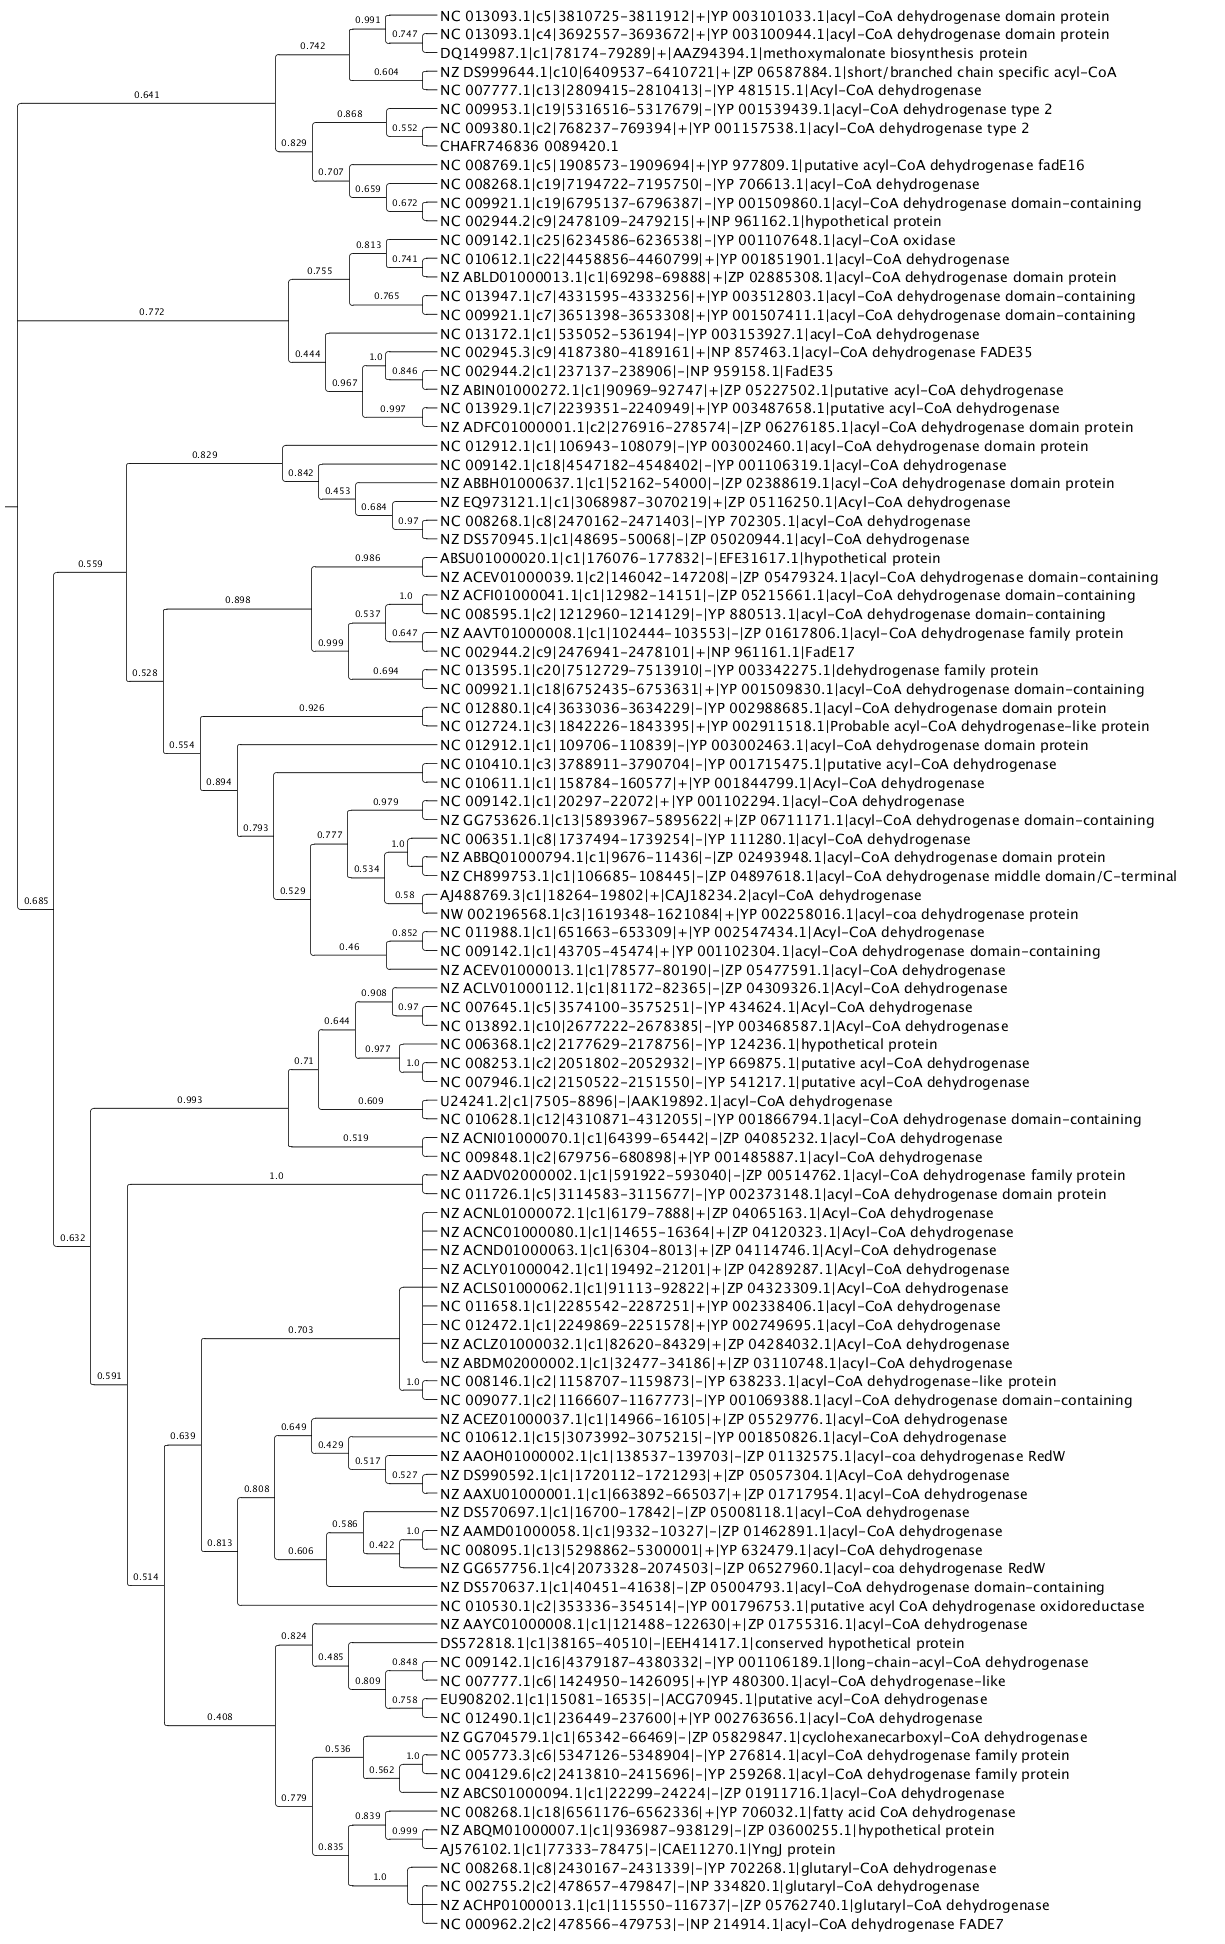 NC 013093.1|c5|3810725-3811912|+|YP 003101033.1|acyl-CoA dehydrogenase domain protein
0.991
NC 013093.1|c4|3692557-3693672|+|YP 003100944.1|acyl-CoA dehydrogenase domain protein
0.747
0.742
DQ149987.1|c1|78174-79289|+|AAZ94394.1|methoxymalonate biosynthesis protein
NZ DS999644.1|c10|6409537-6410721|+|ZP 06587884.1|short/branched chain specific acyl-CoA
0.604
NC 007777.1|c13|2809415-2810413|-|YP 481515.1|Acyl-CoA dehydrogenase
0.641
NC 009953.1|c19|5316516-5317679|-|YP 001539439.1|acyl-CoA dehydrogenase type 2
0.868
NC 009380.1|c2|768237-769394|+|YP 001157538.1|acyl-CoA dehydrogenase type 2
0.552
0.829
CHAFR746836 0089420.1
NC 008769.1|c5|1908573-1909694|+|YP 977809.1|putative acyl-CoA dehydrogenase fadE16
0.707
NC 008268.1|c19|7194722-7195750|-|YP 706613.1|acyl-CoA dehydrogenase
0.659
NC 009921.1|c19|6795137-6796387|-|YP 001509860.1|acyl-CoA dehydrogenase domain-containing
0.672
NC 002944.2|c9|2478109-2479215|+|NP 961162.1|hypothetical protein
NC 009142.1|c25|6234586-6236538|-|YP 001107648.1|acyl-CoA oxidase
0.813
NC 010612.1|c22|4458856-4460799|+|YP 001851901.1|acyl-CoA dehydrogenase
0.741
0.755
NZ ABLD01000013.1|c1|69298-69888|+|ZP 02885308.1|acyl-CoA dehydrogenase domain protein
NC 013947.1|c7|4331595-4333256|+|YP 003512803.1|acyl-CoA dehydrogenase domain-containing
0.765
NC 009921.1|c7|3651398-3653308|+|YP 001507411.1|acyl-CoA dehydrogenase domain-containing
0.772
NC 013172.1|c1|535052-536194|-|YP 003153927.1|acyl-CoA dehydrogenase
0.444
NC 002945.3|c9|4187380-4189161|+|NP 857463.1|acyl-CoA dehydrogenase FADE35
1.0
NC 002944.2|c1|237137-238906|-|NP 959158.1|FadE35
0.846
0.967
NZ ABIN01000272.1|c1|90969-92747|+|ZP 05227502.1|putative acyl-CoA dehydrogenase
NC 013929.1|c7|2239351-2240949|+|YP 003487658.1|putative acyl-CoA dehydrogenase
0.997
NZ ADFC01000001.1|c2|276916-278574|-|ZP 06276185.1|acyl-CoA dehydrogenase domain protein
NC 012912.1|c1|106943-108079|-|YP 003002460.1|acyl-CoA dehydrogenase domain protein
0.829
NC 009142.1|c18|4547182-4548402|-|YP 001106319.1|acyl-CoA dehydrogenase
0.842
NZ ABBH01000637.1|c1|52162-54000|-|ZP 02388619.1|acyl-CoA dehydrogenase domain protein
0.453
NZ EQ973121.1|c1|3068987-3070219|+|ZP 05116250.1|Acyl-CoA dehydrogenase
0.684
NC 008268.1|c8|2470162-2471403|-|YP 702305.1|acyl-CoA dehydrogenase
0.97
NZ DS570945.1|c1|48695-50068|-|ZP 05020944.1|acyl-CoA dehydrogenase
ABSU01000020.1|c1|176076-177832|-|EFE31617.1|hypothetical protein
0.986
0.559
NZ ACEV01000039.1|c2|146042-147208|-|ZP 05479324.1|acyl-CoA dehydrogenase domain-containing
NZ ACFI01000041.1|c1|12982-14151|-|ZP 05215661.1|acyl-CoA dehydrogenase domain-containing
1.0
0.898
NC 008595.1|c2|1212960-1214129|-|YP 880513.1|acyl-CoA dehydrogenase domain-containing
0.537
NZ AAVT01000008.1|c1|102444-103553|-|ZP 01617806.1|acyl-CoA dehydrogenase family protein
0.647
0.999
NC 002944.2|c9|2476941-2478101|+|NP 961161.1|FadE17
NC 013595.1|c20|7512729-7513910|-|YP 003342275.1|dehydrogenase family protein
0.694
0.528
NC 009921.1|c18|6752435-6753631|+|YP 001509830.1|acyl-CoA dehydrogenase domain-containing
NC 012880.1|c4|3633036-3634229|-|YP 002988685.1|acyl-CoA dehydrogenase domain protein
0.926
NC 012724.1|c3|1842226-1843395|+|YP 002911518.1|Probable acyl-CoA dehydrogenase-like protein
0.554
NC 012912.1|c1|109706-110839|-|YP 003002463.1|acyl-CoA dehydrogenase domain protein
NC 010410.1|c3|3788911-3790704|-|YP 001715475.1|putative acyl-CoA dehydrogenase
0.894
NC 010611.1|c1|158784-160577|+|YP 001844799.1|Acyl-CoA dehydrogenase
NC 009142.1|c1|20297-22072|+|YP 001102294.1|acyl-CoA dehydrogenase
0.979
0.793
NZ GG753626.1|c13|5893967-5895622|+|ZP 06711171.1|acyl-CoA dehydrogenase domain-containing
0.777
NC 006351.1|c8|1737494-1739254|-|YP 111280.1|Acyl-CoA dehydrogenase
1.0
NZ ABBQ01000794.1|c1|9676-11436|-|ZP 02493948.1|acyl-CoA dehydrogenase domain protein
0.534
NZ CH899753.1|c1|106685-108445|-|ZP 04897618.1|acyl-CoA dehydrogenase middle domain/C-terminal
0.529
AJ488769.3|c1|18264-19802|+|CAJ18234.2|acyl-CoA dehydrogenase
0.58
0.685
NW 002196568.1|c3|1619348-1621084|+|YP 002258016.1|acyl-coa dehydrogenase protein
NC 011988.1|c1|651663-653309|+|YP 002547434.1|Acyl-CoA dehydrogenase
0.852
0.46
NC 009142.1|c1|43705-45474|+|YP 001102304.1|acyl-CoA dehydrogenase domain-containing
NZ ACEV01000013.1|c1|78577-80190|-|ZP 05477591.1|acyl-CoA dehydrogenase
NZ ACLV01000112.1|c1|81172-82365|-|ZP 04309326.1|Acyl-CoA dehydrogenase
0.908
NC 007645.1|c5|3574100-3575251|-|YP 434624.1|Acyl-CoA dehydrogenase
0.97
0.644
NC 013892.1|c10|2677222-2678385|-|YP 003468587.1|Acyl-CoA dehydrogenase
NC 006368.1|c2|2177629-2178756|-|YP 124236.1|hypothetical protein
0.977
NC 008253.1|c2|2051802-2052932|-|YP 669875.1|putative acyl-CoA dehydrogenase
1.0
0.71
NC 007946.1|c2|2150522-2151550|-|YP 541217.1|putative acyl-CoA dehydrogenase
U24241.2|c1|7505-8896|-|AAK19892.1|acyl-CoA dehydrogenase
0.993
0.609
NC 010628.1|c12|4310871-4312055|-|YP 001866794.1|acyl-CoA dehydrogenase domain-containing
NZ ACNI01000070.1|c1|64399-65442|-|ZP 04085232.1|acyl-CoA dehydrogenase
0.519
NC 009848.1|c2|679756-680898|+|YP 001485887.1|acyl-CoA dehydrogenase
NZ AADV02000002.1|c1|591922-593040|-|ZP 00514762.1|acyl-CoA dehydrogenase family protein
1.0
NC 011726.1|c5|3114583-3115677|-|YP 002373148.1|acyl-CoA dehydrogenase domain protein
NZ ACNL01000072.1|c1|6179-7888|+|ZP 04065163.1|Acyl-CoA dehydrogenase
NZ ACNC01000080.1|c1|14655-16364|+|ZP 04120323.1|Acyl-CoA dehydrogenase
0.632
NZ ACND01000063.1|c1|6304-8013|+|ZP 04114746.1|Acyl-CoA dehydrogenase
NZ ACLY01000042.1|c1|19492-21201|+|ZP 04289287.1|Acyl-CoA dehydrogenase
NZ ACLS01000062.1|c1|91113-92822|+|ZP 04323309.1|Acyl-CoA dehydrogenase
NC 011658.1|c1|2285542-2287251|+|YP 002338406.1|acyl-CoA dehydrogenase
NC 012472.1|c1|2249869-2251578|+|YP 002749695.1|acyl-CoA dehydrogenase
0.703
NZ ACLZ01000032.1|c1|82620-84329|+|ZP 04284032.1|Acyl-CoA dehydrogenase
NZ ABDM02000002.1|c1|32477-34186|+|ZP 03110748.1|acyl-CoA dehydrogenase
0.591
NC 008146.1|c2|1158707-1159873|-|YP 638233.1|acyl-CoA dehydrogenase-like protein
1.0
NC 009077.1|c2|1166607-1167773|-|YP 001069388.1|acyl-CoA dehydrogenase domain-containing
NZ ACEZ01000037.1|c1|14966-16105|+|ZP 05529776.1|acyl-CoA dehydrogenase
0.649
0.639
NC 010612.1|c15|3073992-3075215|-|YP 001850826.1|acyl-CoA dehydrogenase
0.429
NZ AAOH01000002.1|c1|138537-139703|-|ZP 01132575.1|acyl-coa dehydrogenase RedW
0.517
NZ DS990592.1|c1|1720112-1721293|+|ZP 05057304.1|Acyl-CoA dehydrogenase
0.527
0.808
NZ AAXU01000001.1|c1|663892-665037|+|ZP 01717954.1|acyl-CoA dehydrogenase
NZ DS570697.1|c1|16700-17842|-|ZP 05008118.1|acyl-CoA dehydrogenase
0.586
NZ AAMD01000058.1|c1|9332-10327|-|ZP 01462891.1|acyl-coa dehydrogenase
1.0
0.813
0.422
NC 008095.1|c13|5298862-5300001|+|YP 632479.1|acyl-CoA dehydrogenase
0.606
NZ GG657756.1|c4|2073328-2074503|-|ZP 06527960.1|acyl-coa dehydrogenase RedW
0.514
NZ DS570637.1|c1|40451-41638|-|ZP 05004793.1|acyl-CoA dehydrogenase domain-containing
NC 010530.1|c2|353336-354514|-|YP 001796753.1|putative acyl CoA dehydrogenase oxidoreductase
NZ AAYC01000008.1|c1|121488-122630|+|ZP 01755316.1|acyl-CoA dehydrogenase
0.824
DS572818.1|c1|38165-40510|-|EEH41417.1|conserved hypothetical protein
0.485
NC 009142.1|c16|4379187-4380332|-|YP 001106189.1|long-chain-acyl-CoA dehydrogenase
0.848
0.809
NC 007777.1|c6|1424950-1426095|+|YP 480300.1|acyl-CoA dehydrogenase-like
EU908202.1|c1|15081-16535|-|ACG70945.1|putative acyl-CoA dehydrogenase
0.758
0.408
NC 012490.1|c1|236449-237600|+|YP 002763656.1|acyl-CoA dehydrogenase
NZ GG704579.1|c1|65342-66469|-|ZP 05829847.1|cyclohexanecarboxyl-CoA dehydrogenase
0.536
NC 005773.3|c6|5347126-5348904|-|YP 276814.1|acyl-CoA dehydrogenase family protein
1.0
0.562
NC 004129.6|c2|2413810-2415696|-|YP 259268.1|acyl-CoA dehydrogenase family protein
0.779
NZ ABCS01000094.1|c1|22299-24224|-|ZP 01911716.1|acyl-CoA dehydrogenase
NC 008268.1|c18|6561176-6562336|+|YP 706032.1|fatty acid CoA dehydrogenase
0.839
NZ ABQM01000007.1|c1|936987-938129|-|ZP 03600255.1|hypothetical protein
0.999
0.835
AJ576102.1|c1|77333-78475|-|CAE11270.1|YngJ protein
NC 008268.1|c8|2430167-2431339|-|YP 702268.1|glutaryl-CoA dehydrogenase
1.0
NC 002755.2|c2|478657-479847|-|NP 334820.1|glutaryl-CoA dehydrogenase
NZ ACHP01000013.1|c1|115550-116737|-|ZP 05762740.1|glutaryl-CoA dehydrogenase
NC 000962.2|c2|478566-479753|-|NP 214914.1|acyl-CoA dehydrogenase FADE7